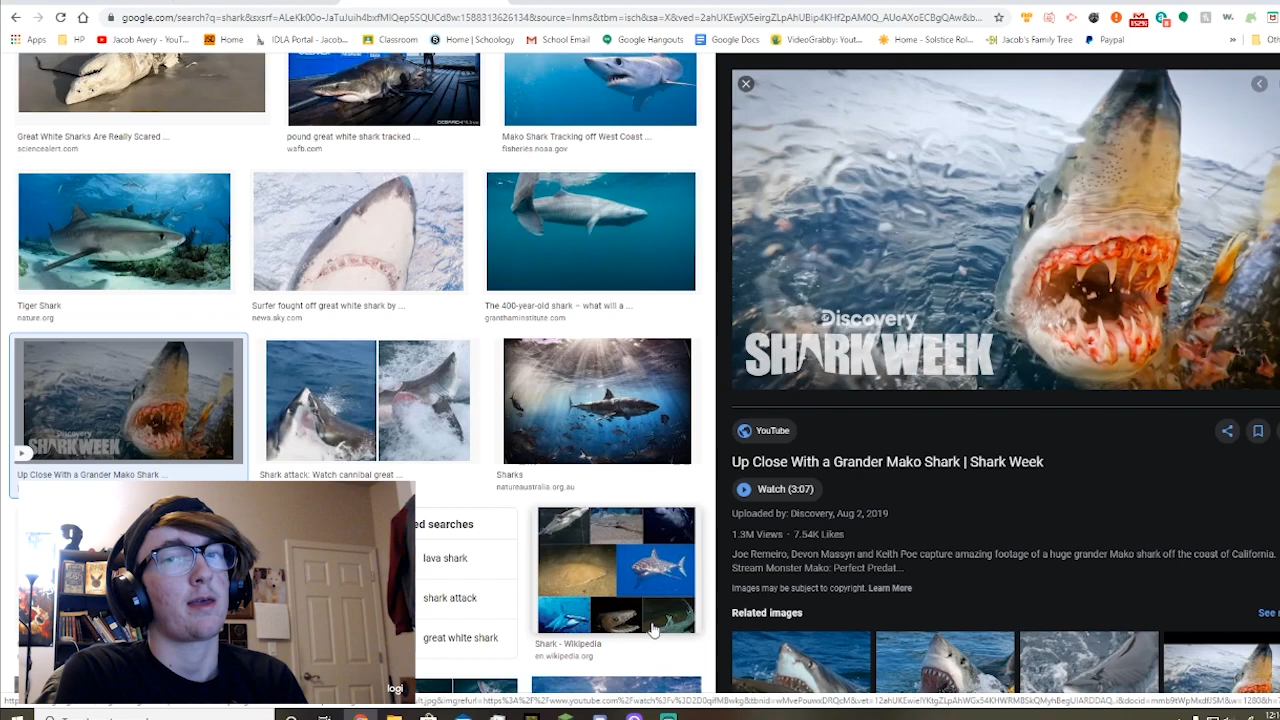 google.com/search?q=shark&sxsrf=
Apps
HP
Jacob Avery - YouT...
Home
IDLA Portal - Jacob...
Classroom
Home | Schoology
School Email
Google Hangouts
Google Docs
VideoGrabby: Yout...
Home - Solstice Rol...
Jacob's Family Tree
Paypal
»
Great White Sharks Are Really Scared ...
sciencealert.com
pound great white shark tracked ...
wafb.com
Mako Shark Tracking off West Coast ...
fisheries.noaa.gov
Tiger Shark
nature.org
Surfer fought off great white shark by ...
news.sky.com
The 400-year-old shark – what will a ...
granthaminstitute.com
Discovery
SHARK WEEK
Up Close With a Grander Mako Shark ...
Shark attack: Watch cannibal great ...
Sharks
natureaustralia.org.au
ed searches
lava shark
shark attack
great white shark
Shark - Wikipedia
en.wikipedia.org
logi
Discovery
SHARK WEEK
YouTube
Up Close With a Grander Mako Shark | Shark Week
Watch (3:07)
Uploaded by: Discovery, Aug 2, 2019
1.3M Views · 7.54K Likes
Joe Remeiro, Devon Massyn and Keith Poe capture amazing footage of a huge grander Mako shark off the coast of California.
Stream Monster Mako: Perfect Predat...
Images may be subject to copyright. Learn More
Related images
See